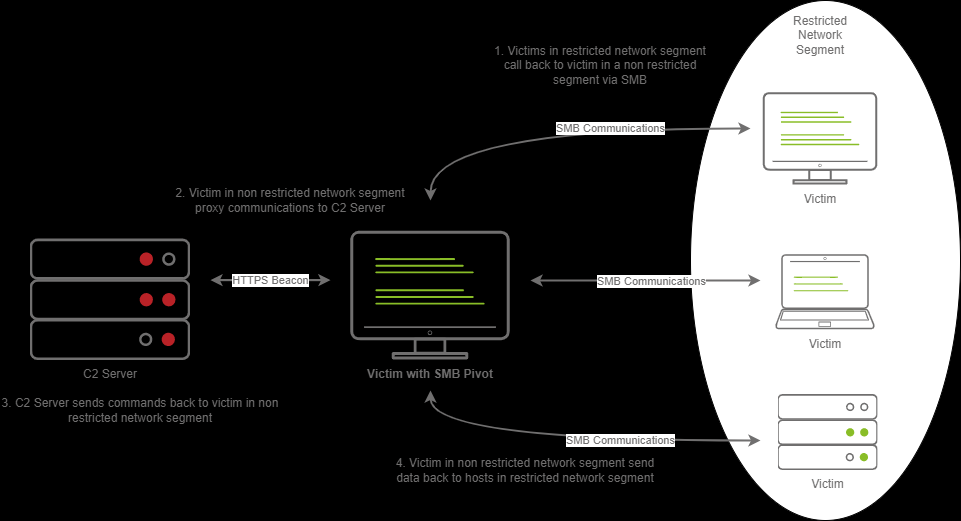 Restricted
Network
Segment
1. Victims in restricted network segment
call back to victim in a non restricted
segment via SMB
SMB Communications
Victim
2. Victim in non restricted network segment
proxy communications to C2 Server
HTTPS Beacon
SMB Communications
Victim
C2 Server
Victim with SMB Pivot
3. C2 Server sends commands back to victim in non
restricted network segment
SMB Communications
4. Victim in non restricted network segment send
data back to hosts in restricted network segment
Victim